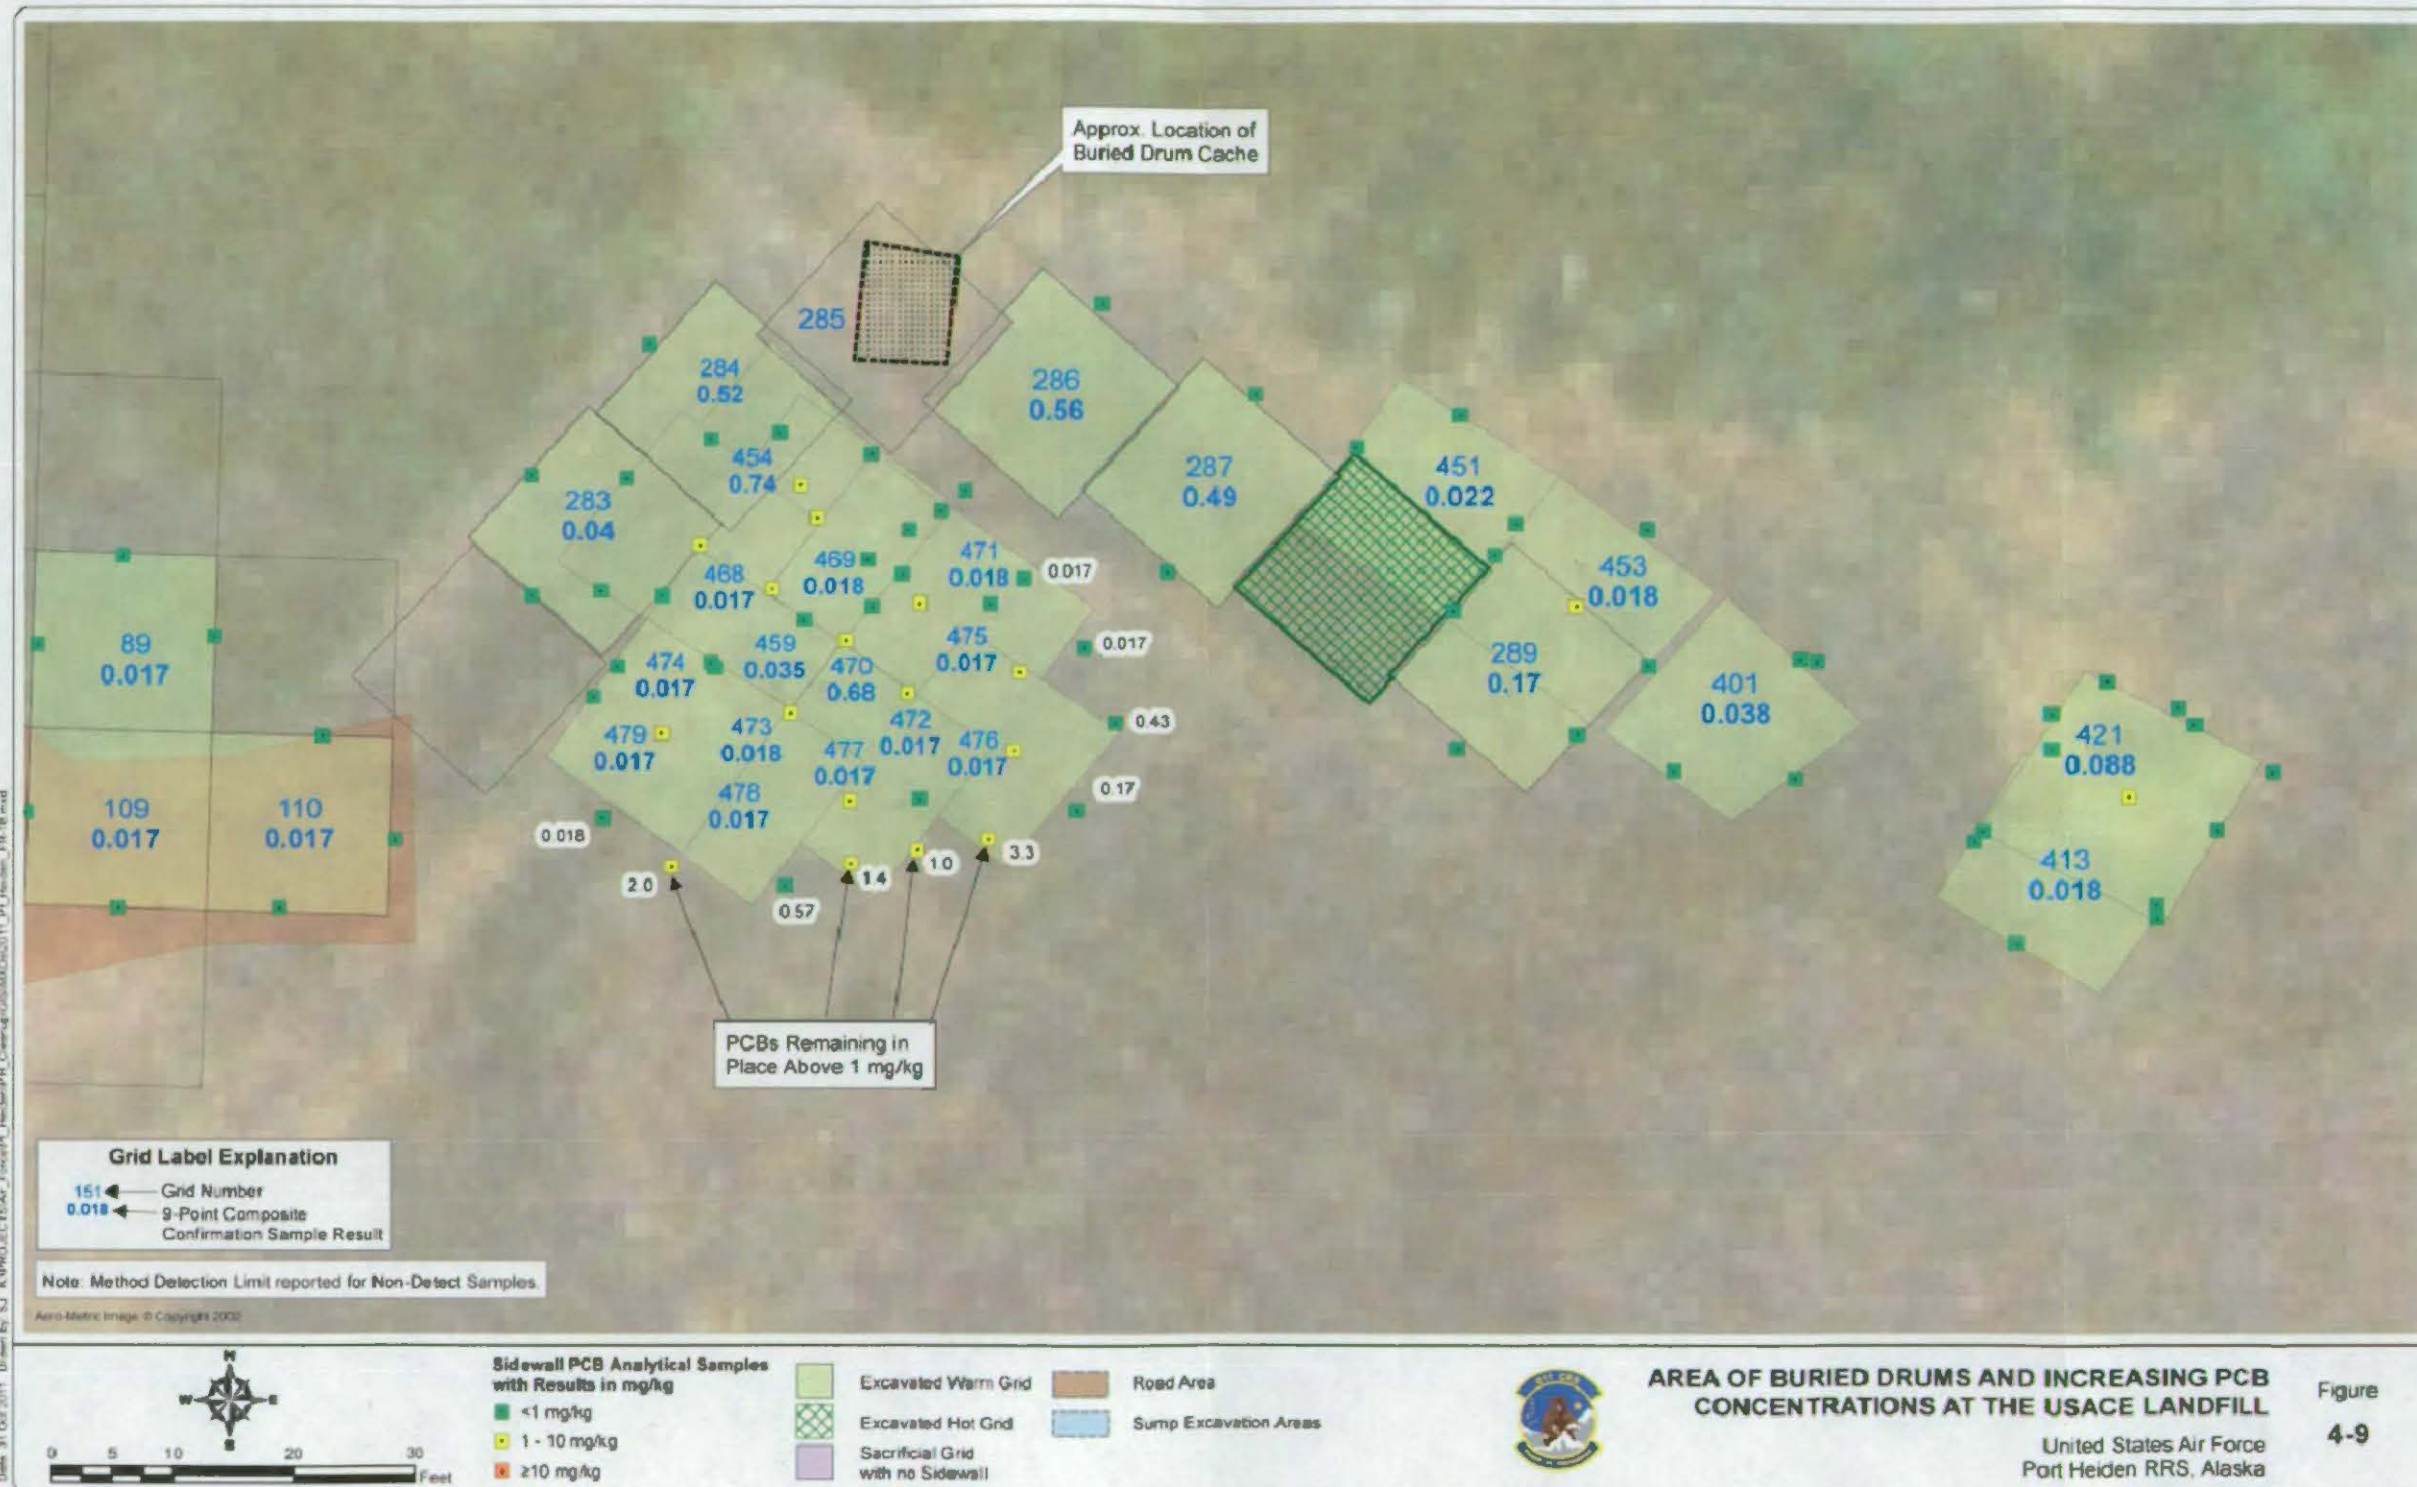 Approx. Location of
Buried Drum Cache
285
284
0.52
286
0.56
454
0.74
287
0.49
451
0.022
283
0.04
471
0.018
0.017
469
0.018
468
0.017
453
0.018
89
0.017
459
0.035
475
0.017
0.017
474
0.017
470
0.68
289
0.17
401
0.038
472
0.017
0.43
473
0.018
479
0.017
477
0.017
476
0.017
421
0.088
478
0.017
0.17
109
0.017
110
0.017
0.018
413
0.018
2.0
1.4
1.0
3.3
0.57
PCBs Remaining in
Place Above 1 mg/kg
Grid Label Explanation
151
Grid Number
0.018
9-Point Composite
Confirmation Sample Result
Note: Method Detection Limit reported for Non-Detect Samples.
Aero-Metric Image © Copyright 2002
N
W
E
S
0 5 10 20 30
Feet
Sidewall PCB Analytical Samples
with Results in mg/kg
<1 mg/kg
1 - 10 mg/kg
≥10 mg/kg
Excavated Warm Grid
Excavated Hot Grid
Sacrificial Grid
with no Sidewall
Road Area
Sump Excavation Areas
AREA OF BURIED DRUMS AND INCREASING PCB
CONCENTRATIONS AT THE USACE LANDFILL
United States Air Force
Port Heiden RRS, Alaska
Figure
4-9